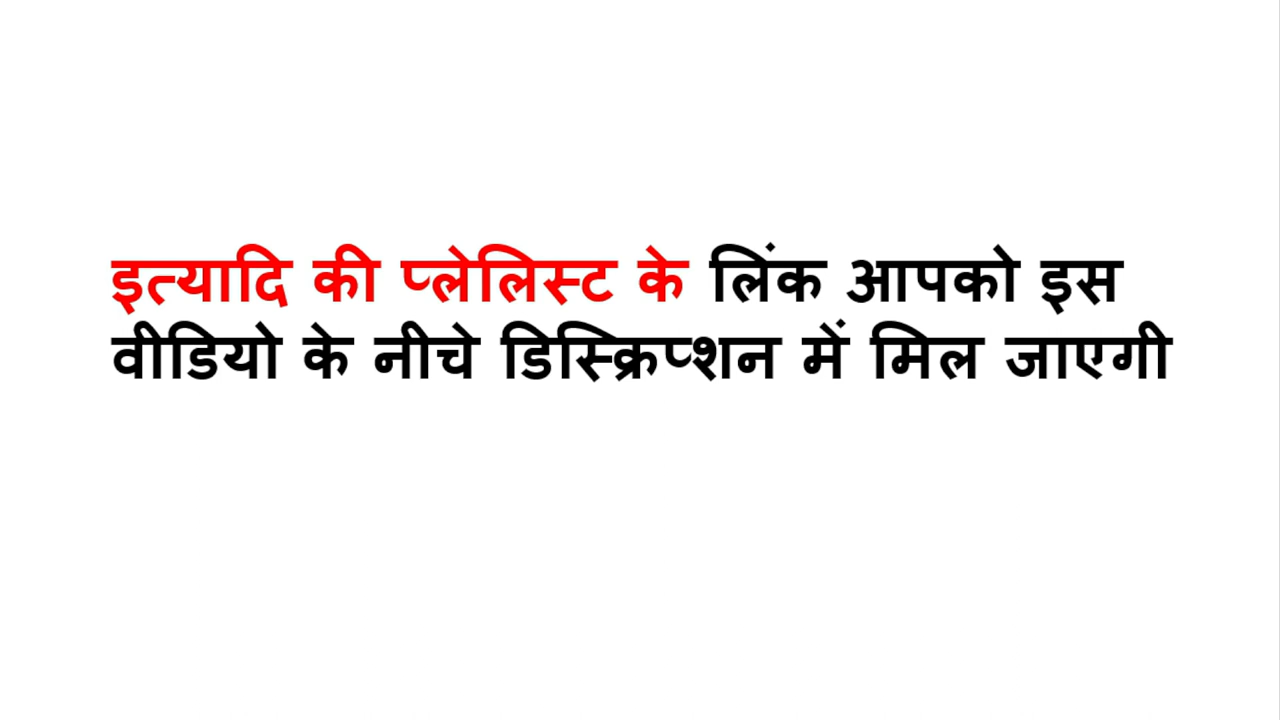 इत्यादि की प्लेलिस्ट के लिंक आपको इस
वीडियो के नीचे डिस्क्रिप्शन में मिल जाएगी